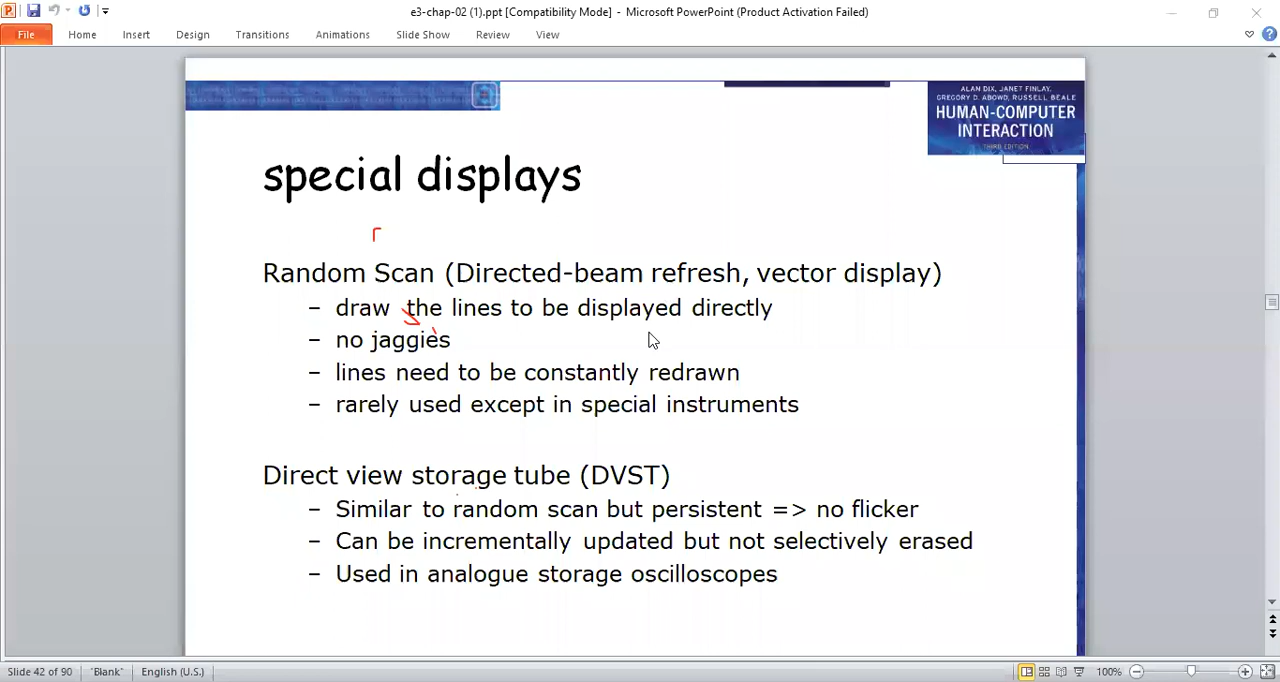 e3-chap-02 (1).ppt [Compatibility Mode] - Microsoft PowerPoint (Product Activation Failed)
File Home Insert Design Transitions Animations Slide Show Review View
ALAN DIX, JANET FINLAY,
GREGORY D. ABOWD, RUSSELL BEALE
HUMAN-COMPUTER
INTERACTION
THIRD EDITION
special displays
r
Random Scan (Directed-beam refresh, vector display)
– draw the lines to be displayed directly
– no jaggies
– lines need to be constantly redrawn
– rarely used except in special instruments
Direct view storage tube (DVST)
– Similar to random scan but persistent => no flicker
– Can be incrementally updated but not selectively erased
– Used in analogue storage oscilloscopes
Slide 42 of 90 'Blank' English (U.S.) 100%